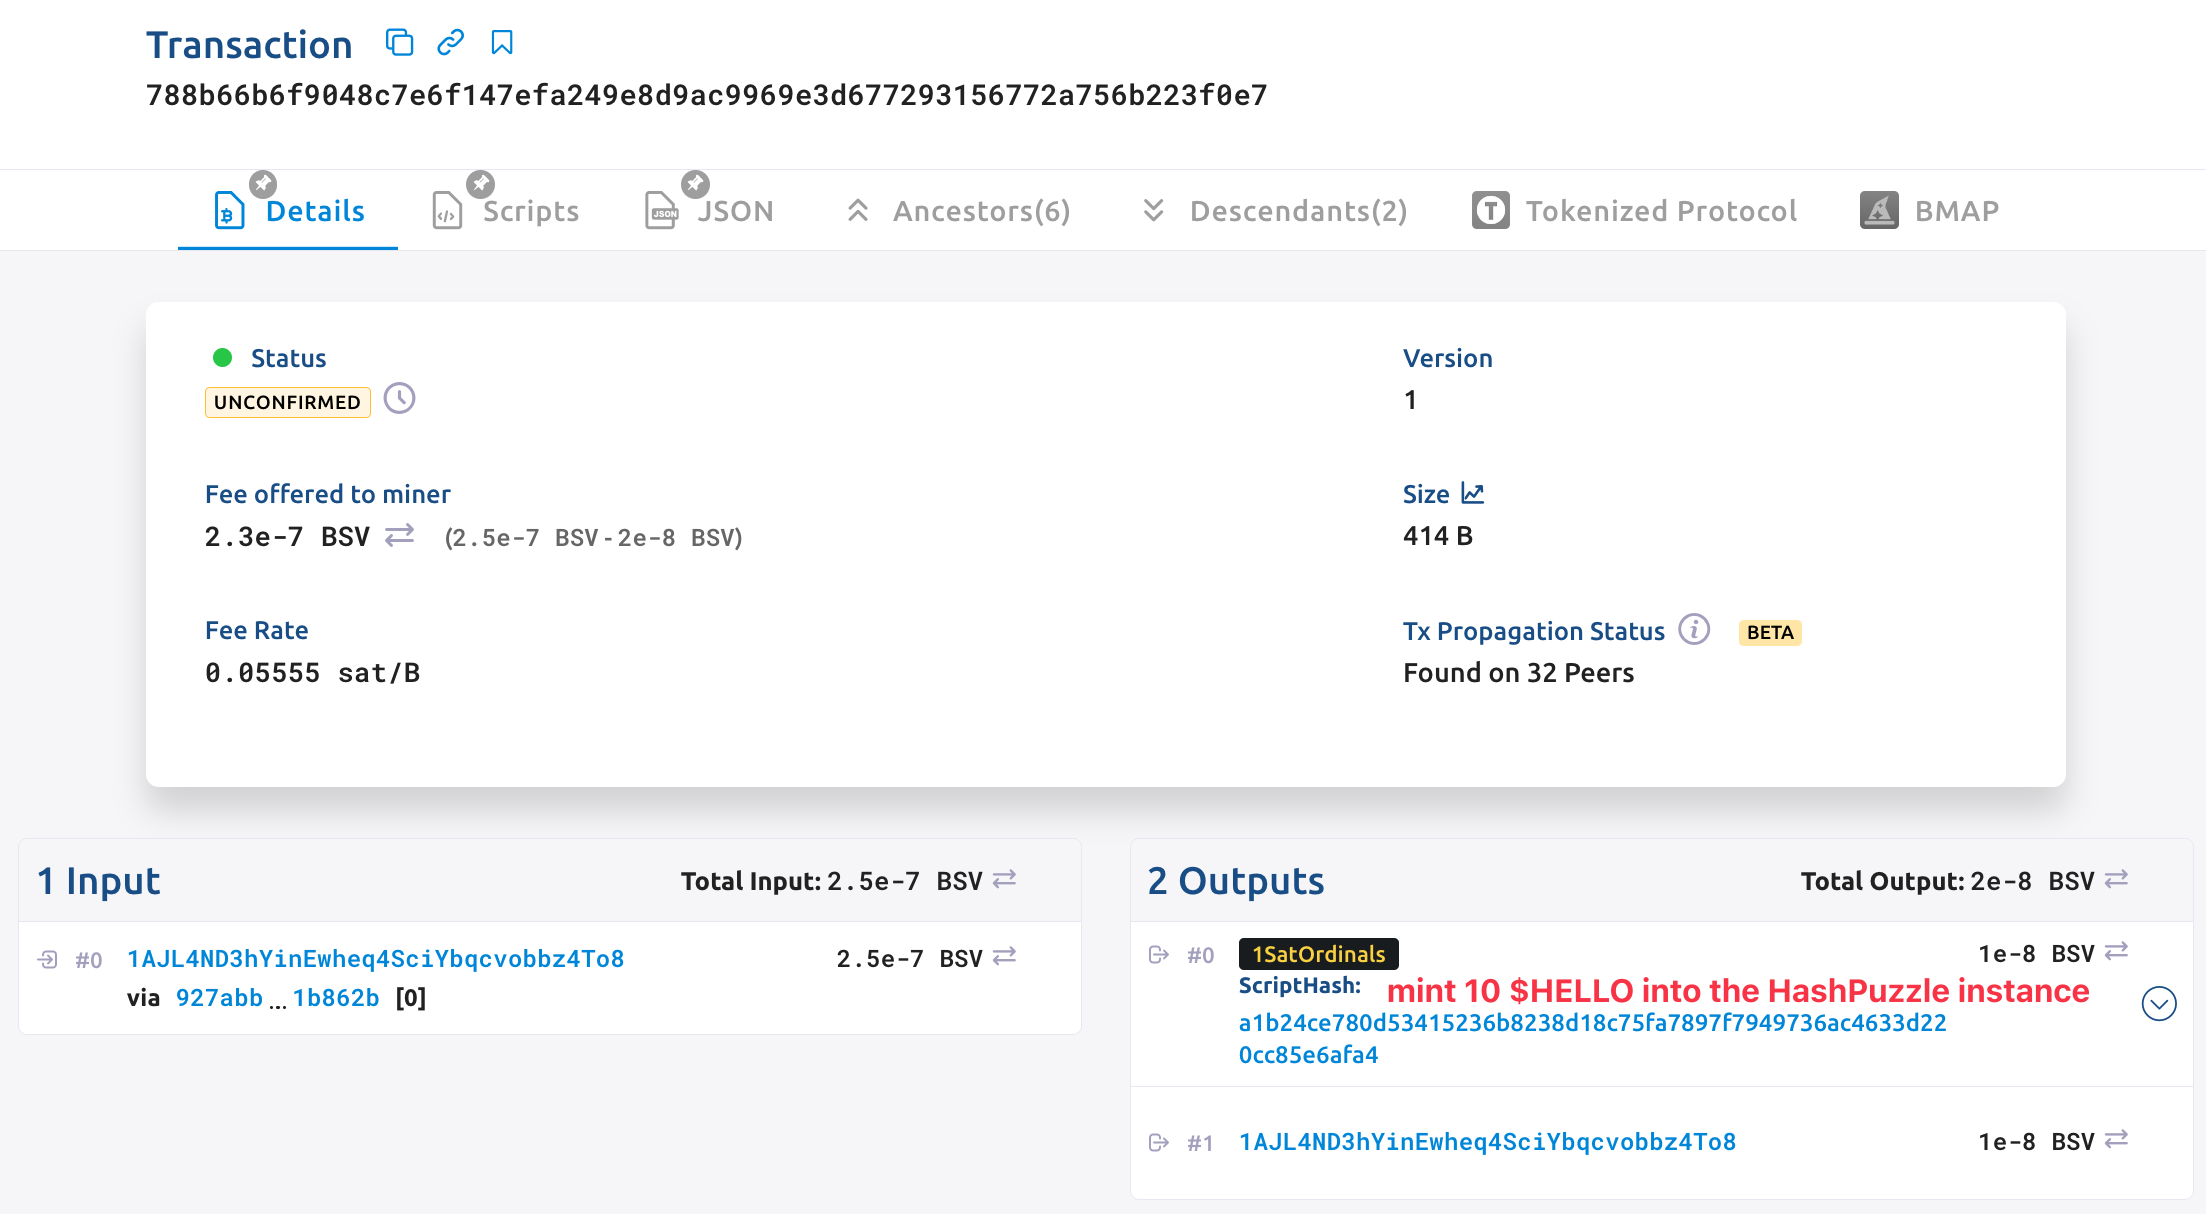 Transaction
788b66b6f9048c7e6f147efa249e8d9ac9969e3d677293156772a756b223f0e7
Details
Scripts
JSON
JSON
Ancestors(6)
Descendants(2)
Tokenized Protocol
BMAP
Status
UNCONFIRMED
Version
1
Fee offered to miner
2.3e-7 BSV (2.5e-7 BSV-2e-8 BSV)
Size
414 B
Fee Rate
0.05555 sat/B
Tx Propagation Status BETA
Found on 32 Peers
1 Input
Total Input: 2.5e-7 BSV
#0 1AJL4ND3hYinEwheq4SciYbqcvobbz4To8 2.5e-7 BSV
via 927abb...1b862b [0]
2 Outputs
Total Output: 2e-8 BSV
#0 1SatOrdinals 1e-8 BSV
ScriptHash: mint 10 $HELLO into the HashPuzzle instance
a1b24ce780d53415236b8238d18c75fa7897f7949736ac4633d22
0cc85e6afa4
#1 1AJL4ND3hYinEwheq4SciYbqcvobbz4To8 1e-8 BSV